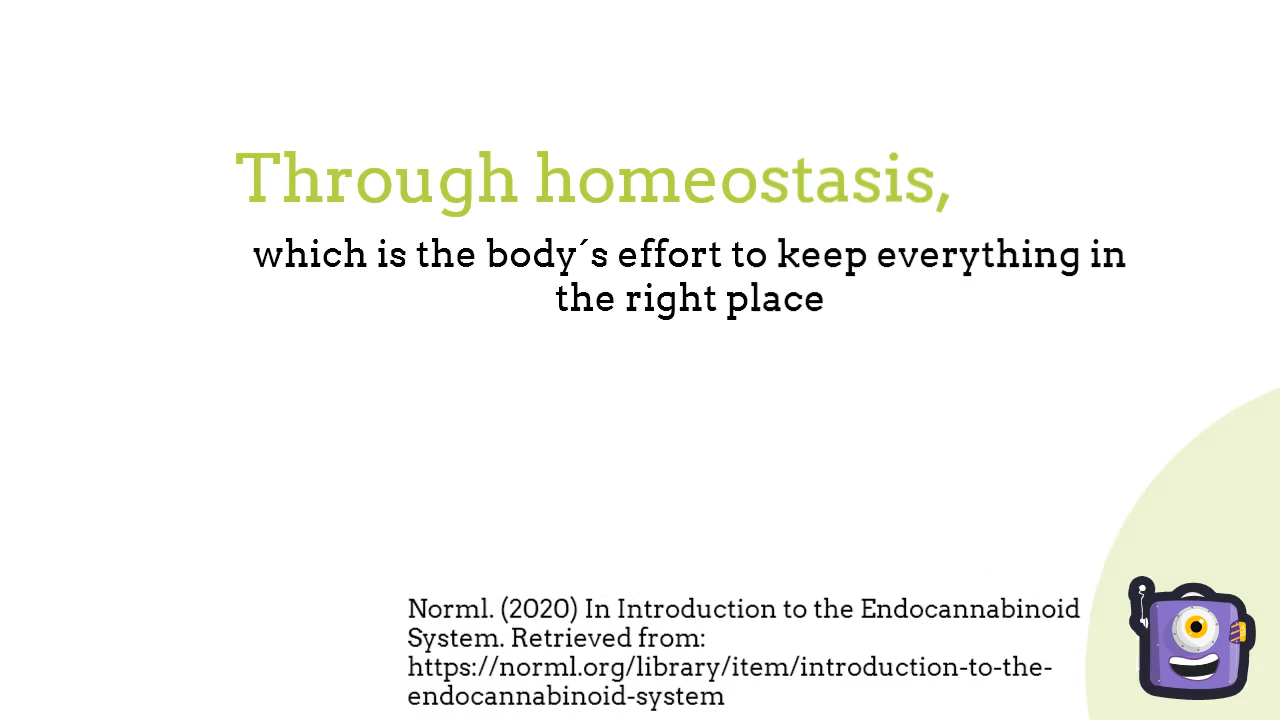 Through homeostasis,
which is the body´s effort to keep everything in
the right place
Norml. (2020) In Introduction to the Endocannabinoid
System. Retrieved from:
https://norml.org/library/item/introduction-to-the-
endocannabinoid-system